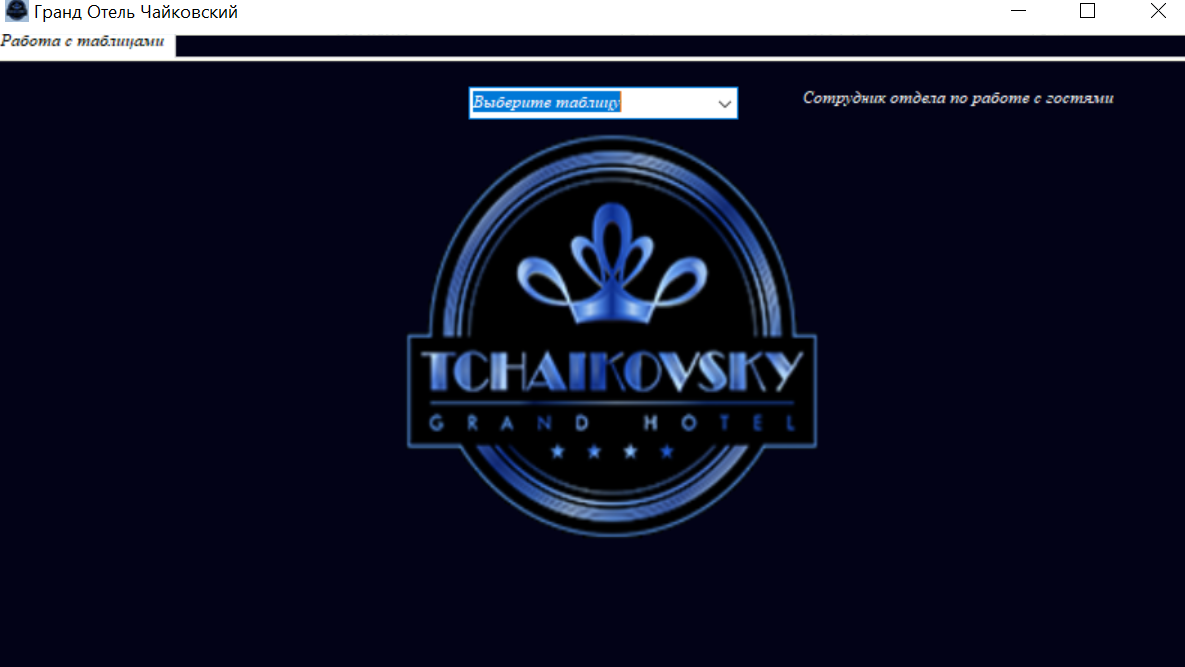 Гранд Отель Чайковский
Работа с таблицами
Выберите таблицу
Сотрудник отдела по работе с гостями
TCHAIKOVSKY
GRAND HOTEL